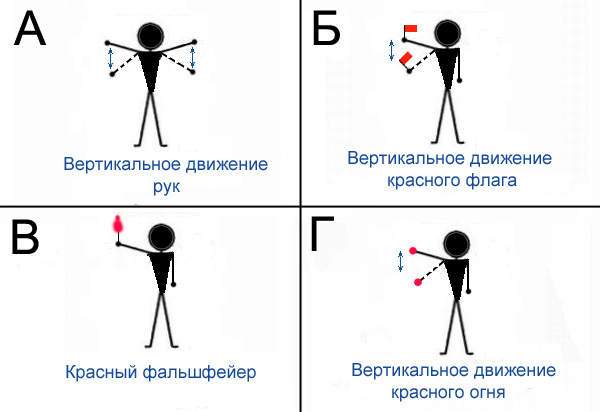 А
Вертикальное движение
рук
Б
Вертикальное движение
красного флага
В
Красный фальшфейер
Г
Вертикальное движение
красного огня